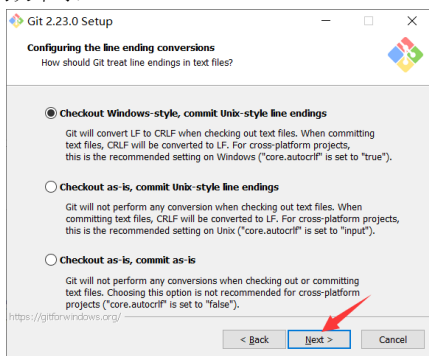 Git 2.23.0 Setup
Configuring the line ending conversions
How should Git treat line endings in text files?
Checkout Windows-style, commit Unix-style line endings
Git will convert LF to CRLF when checking out text files. When committing
text files, CRLF will be converted to LF. For cross-platform projects,
this is the recommended setting on Windows ("core.autocrlf" is set to "true").
Checkout as-is, commit Unix-style line endings
Git will not perform any conversion when checking out text files. When
committing text files, CRLF will be converted to LF. For cross-platform projects,
this is the recommended setting on Unix ("core.autocrlf" is set to "input").
Checkout as-is, commit as-is
Git will not perform any conversions when checking out or committing
text files. Choosing this option is not recommended for cross-platform
projects ("core.autocrlf" is set to "false").
https://gitforwindows.org/
< Back Next > Cancel